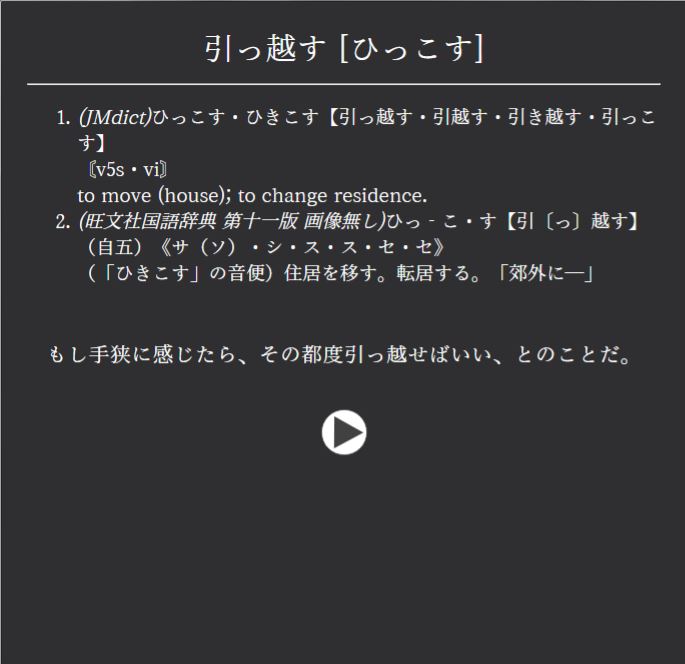 引っ越す [ひっこす]
1. (JMdict)ひっこす・ひきこす【引っ越す・引越す・引き越す・引っこ
す】
〘v5s・vi〙
to move (house); to change residence.
2. (旺文社国語辞典 第十一版 画像無し)ひっ‐こ・す【引〔っ〕越す】
（自五）《サ（ソ）・シ・ス・ス・セ・セ》
（「ひきこす」の音便）住居を移す。転居する。「郊外に―」
もし手狭に感じたら、その都度引っ越せばいい、とのことだ。